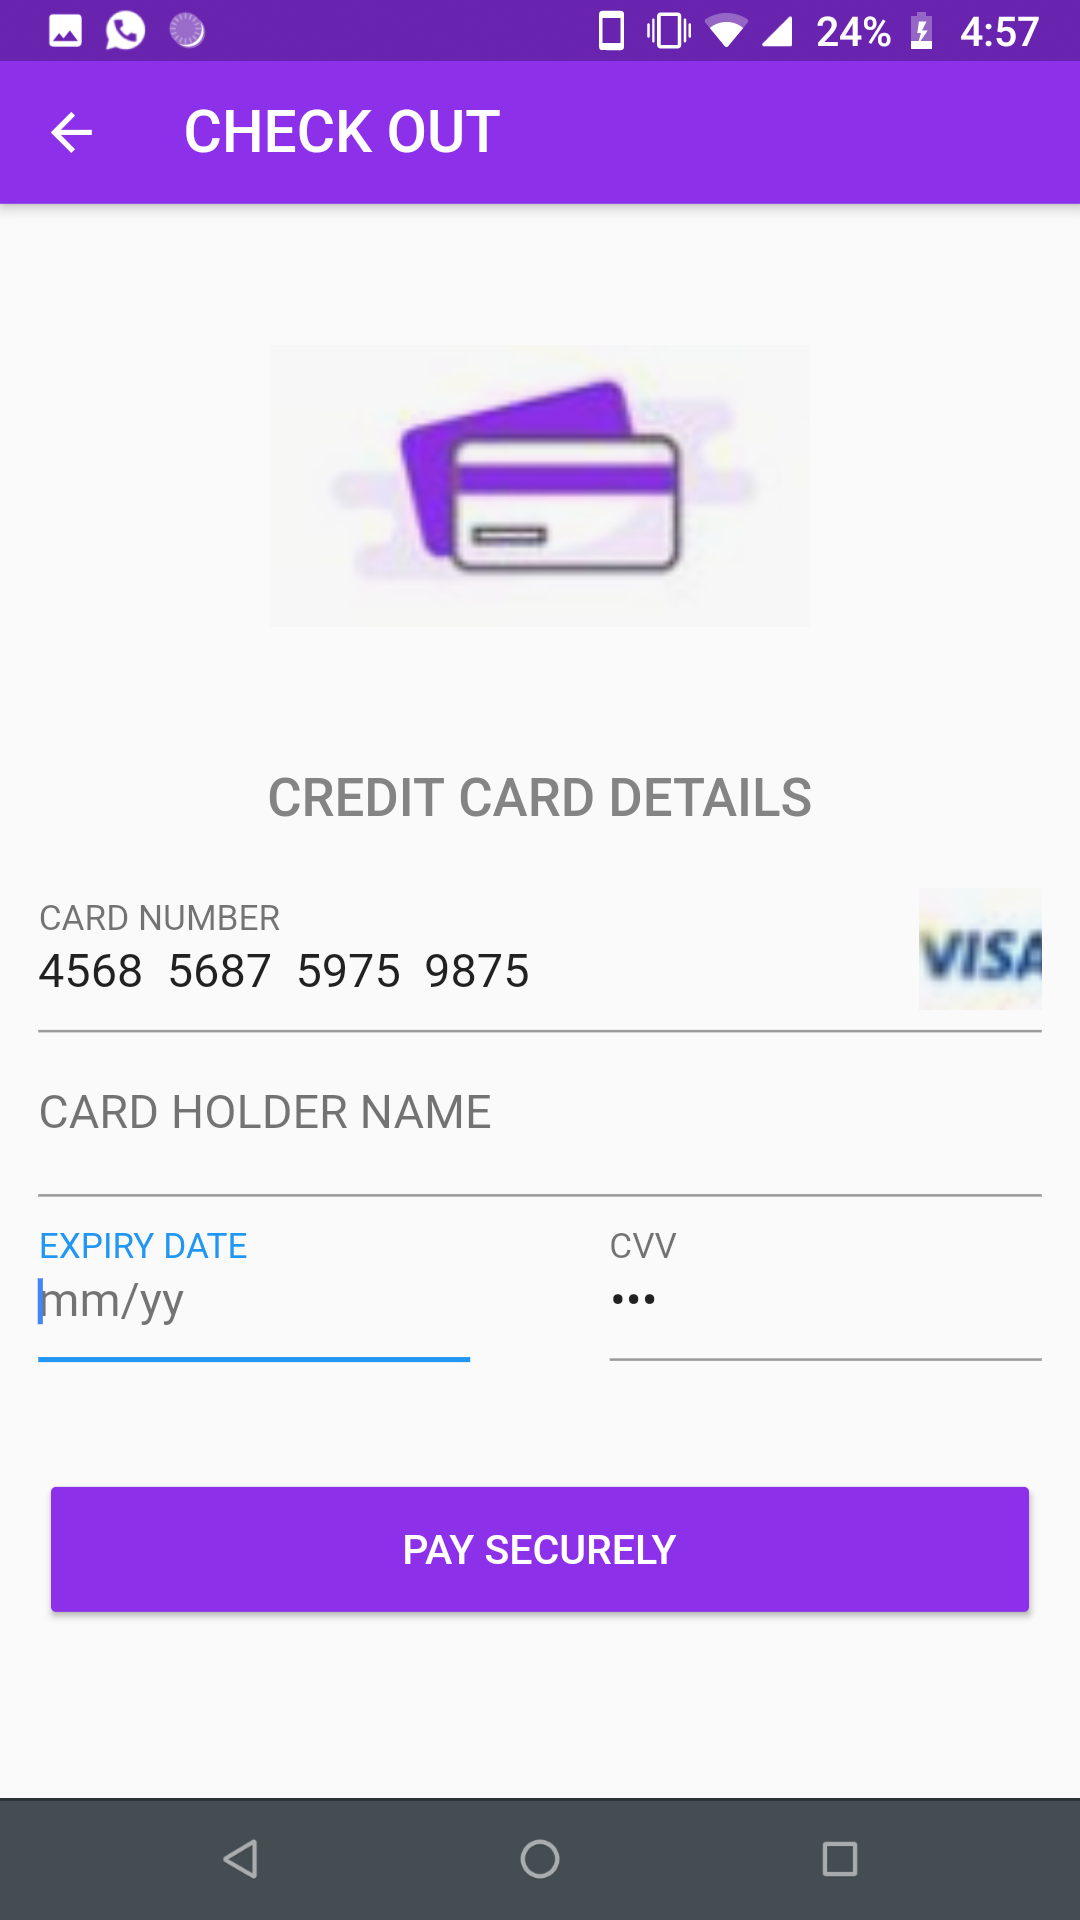 24% 4:57
CHECK OUT
CREDIT CARD DETAILS
CARD NUMBER
4568 5687 5975 9875
VISA
CARD HOLDER NAME
EXPIRY DATE CVV
mm/yy •••
PAY SECURELY